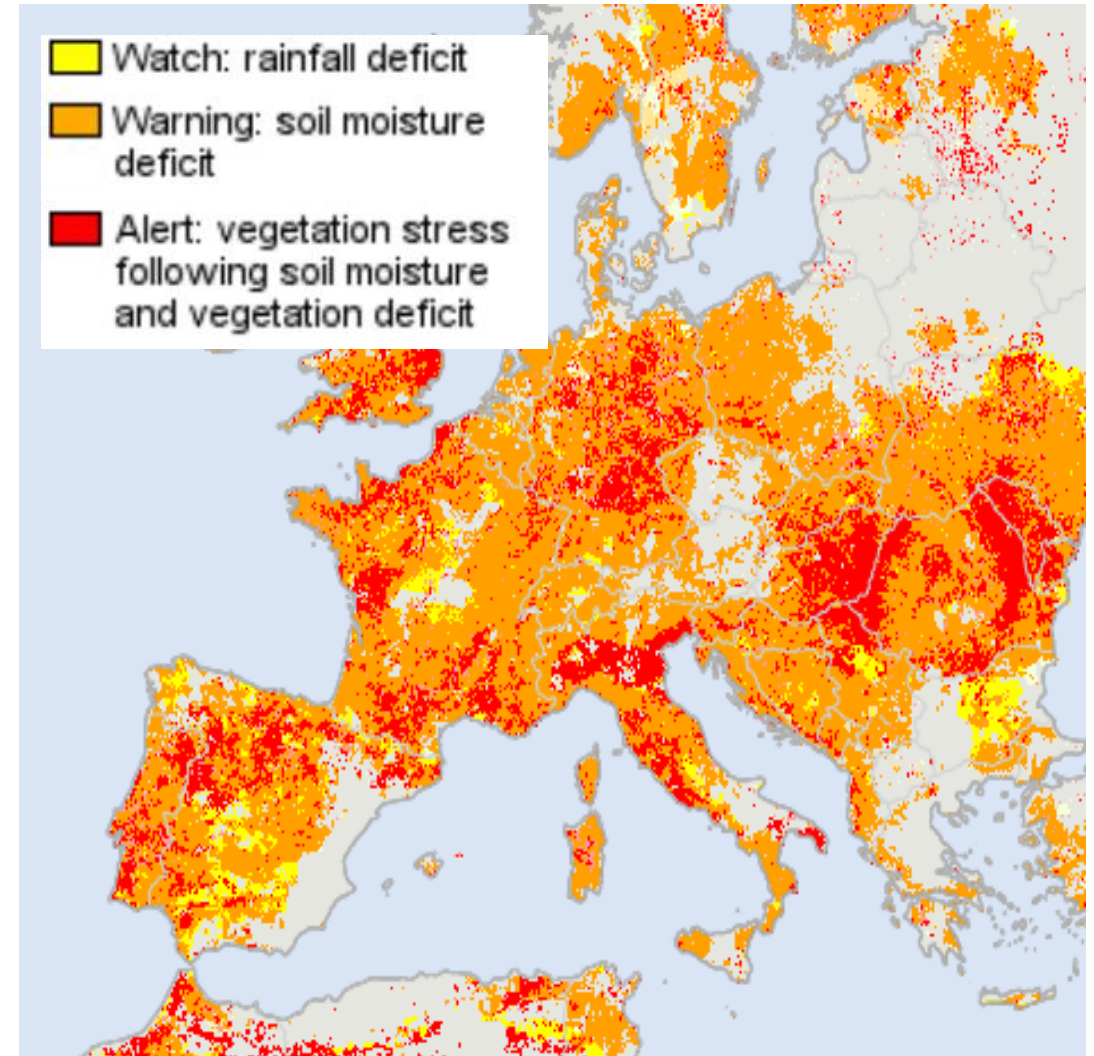 Watch: rainfall deficit
Warning: soil moisture
deficit
Alert: vegetation stress
following soil moisture
and vegetation deficit